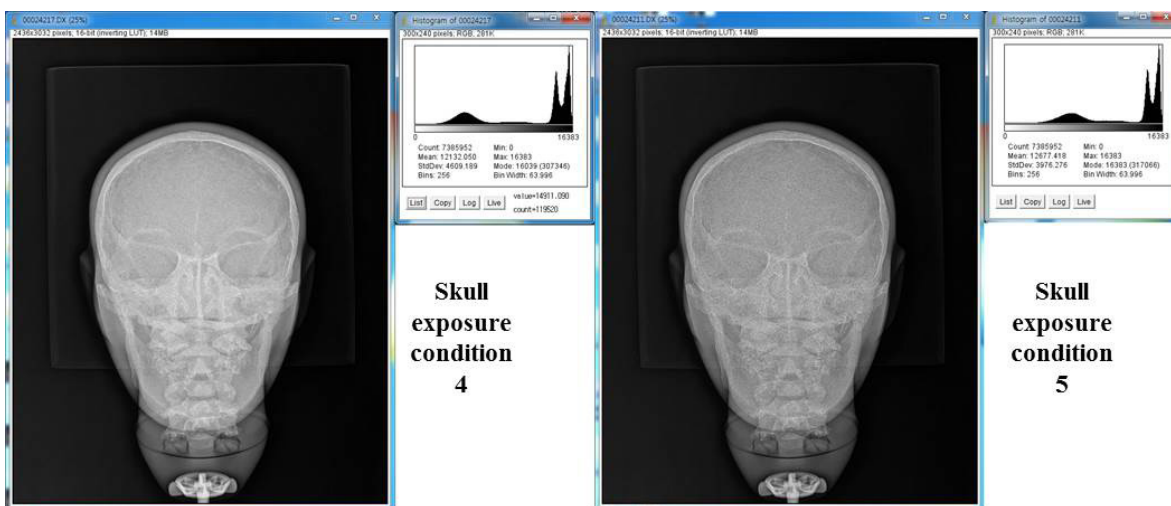 00024217.DX (25%)
2436x3032 pixels; 16-bit (inverting LUT); 14MB
Histogram of 00024217
300x240 pixels; RGB; 281K
0 16383
Count: 7385952 Min: 0
Mean: 12132.050 Max: 16383
StdDev: 4609.189 Mode: 16039 (307346)
Bins: 256 Bin Width: 63.996
List Copy Log Live value=14911.090
count=119520
Skull
exposure
condition
4
00024211.DX (25%)
2436x3032 pixels; 16-bit (inverting LUT); 14MB
Histogram of 00024211
300x240 pixels; RGB; 281K
0 16383
Count: 7385952 Min: 0
Mean: 12677.418 Max: 16383
StdDev: 3976.276 Mode: 16383 (317066)
Bins: 256 Bin Width: 63.996
List Copy Log Live
Skull
exposure
condition
5